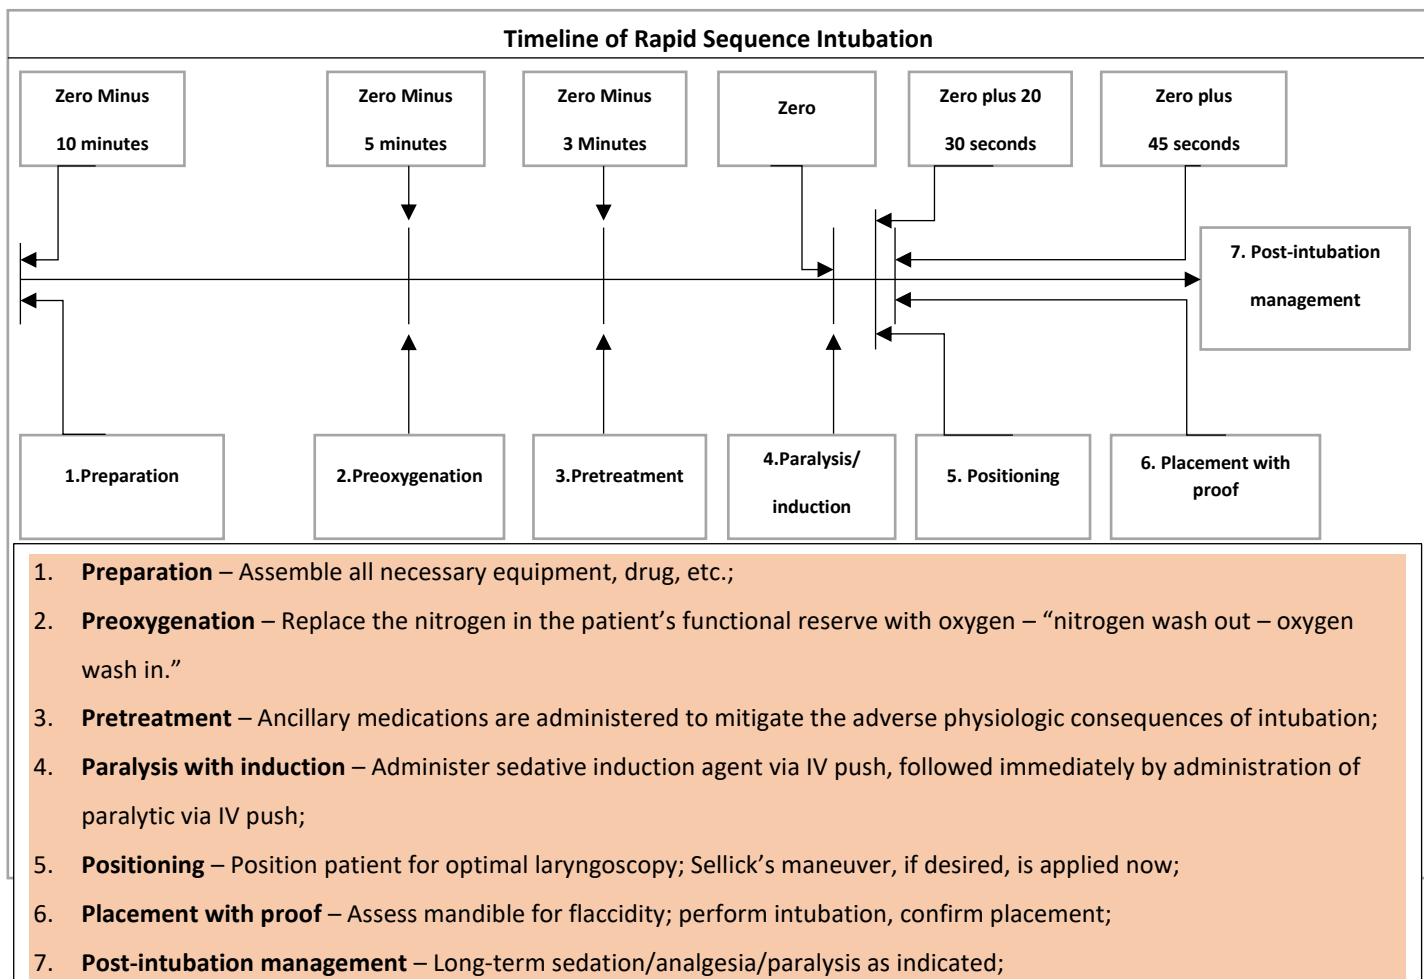 Timeline of Rapid Sequence Intubation
Zero Minus
10 minutes
Zero Minus
5 minutes
Zero Minus
3 Minutes
Zero
Zero plus 20
30 seconds
Zero plus
45 seconds
7. Post-intubation
management
1.Preparation
2.Preoxygenation
3.Pretreatment
4.Paralysis/
induction
5. Positioning
6. Placement with
proof
1. Preparation – Assemble all necessary equipment, drug, etc.;
2. Preoxygenation – Replace the nitrogen in the patient’s functional reserve with oxygen – “nitrogen wash out – oxygen
wash in.”
3. Pretreatment – Ancillary medications are administered to mitigate the adverse physiologic consequences of intubation;
4. Paralysis with induction – Administer sedative induction agent via IV push, followed immediately by administration of
paralytic via IV push;
5. Positioning – Position patient for optimal laryngoscopy; Sellick’s maneuver, if desired, is applied now;
6. Placement with proof – Assess mandible for flaccidity; perform intubation, confirm placement;
7. Post-intubation management – Long-term sedation/analgesia/paralysis as indicated;